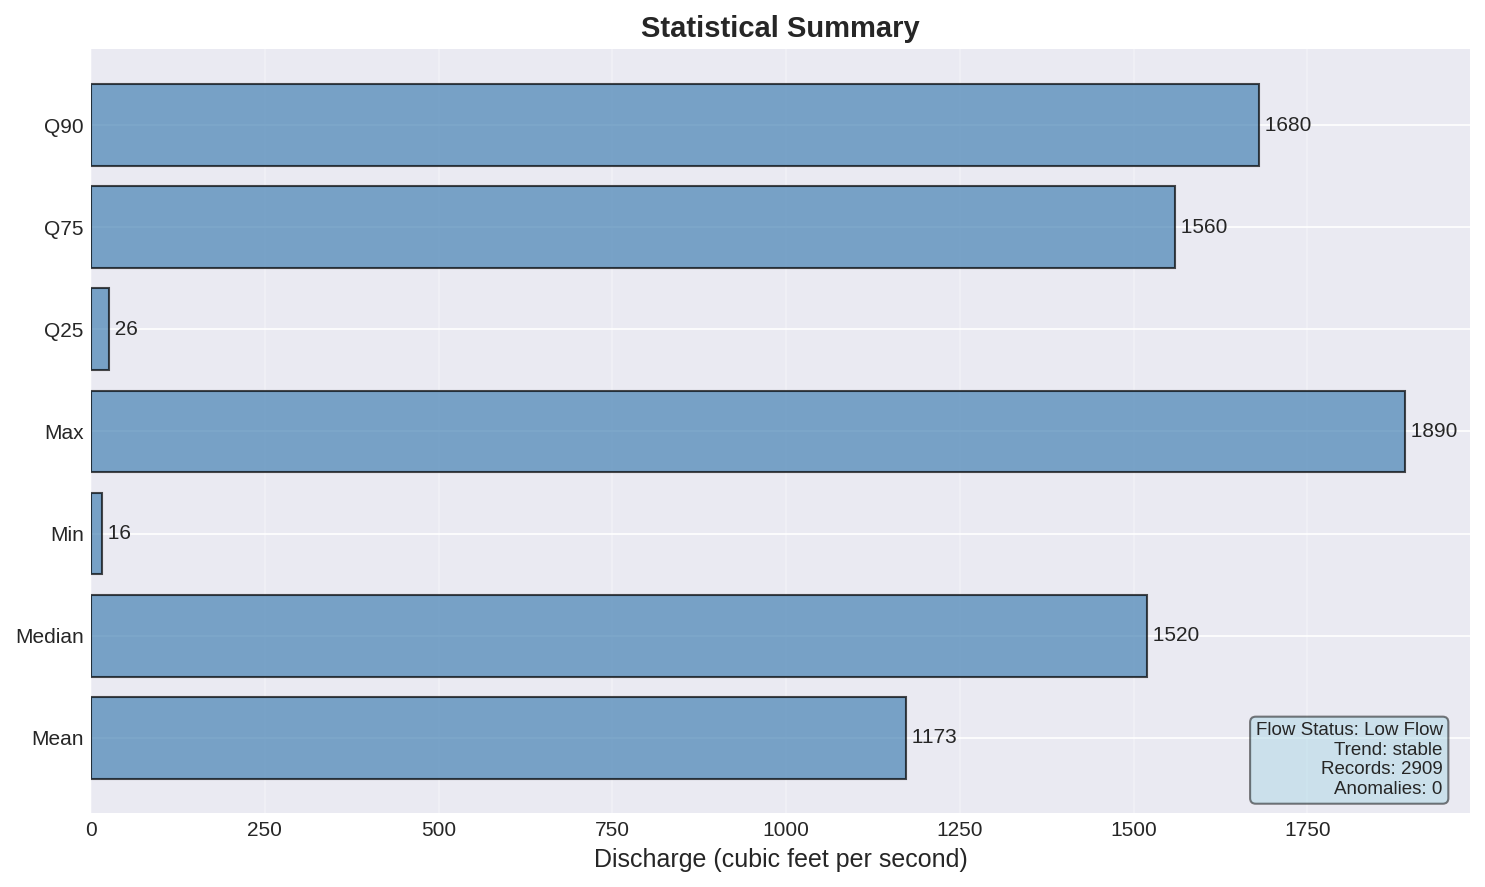 Statistical Summary
Q90
1680
Q75
1560
Q25
26
Max
1890
Min
16
Median
1520
Mean
1173
Flow Status: Low Flow
Trend: stable
Records: 2909
Anomalies: 0
0 250 500 750 1000 1250 1500 1750
Discharge (cubic feet per second)